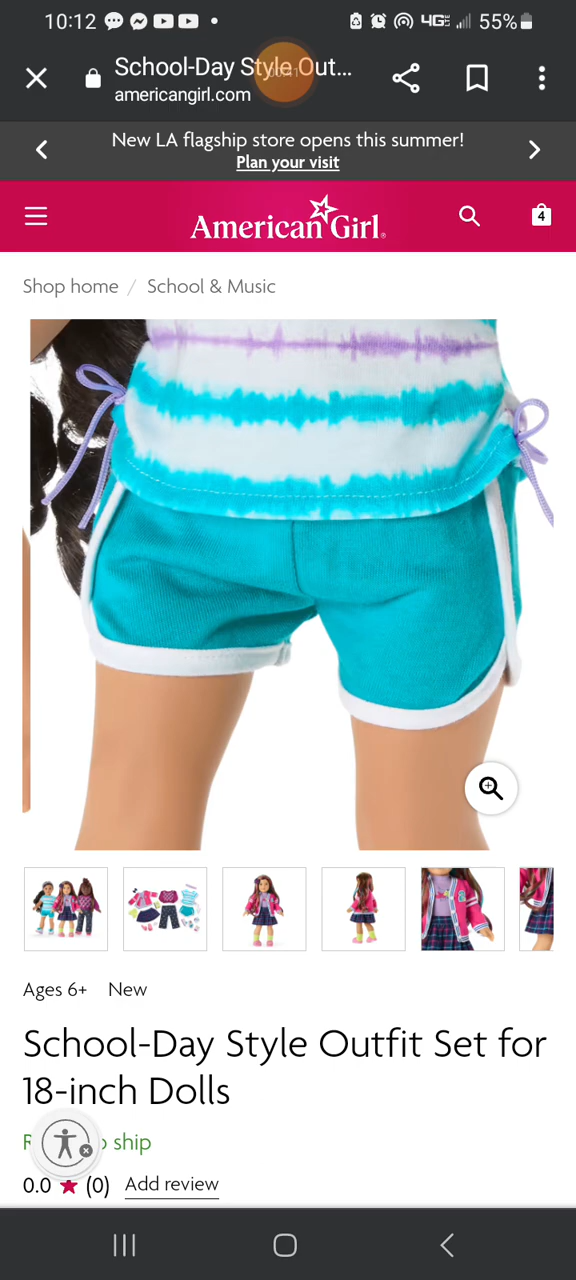 10:12
4G
55%
School-Day Style Out...
americangirl.com
New LA flagship store opens this summer!
Plan your visit
American Girl
4
Shop home / School & Music
Ages 6+ New
School-Day Style Outfit Set for
18-inch Dolls
ship
0.0 ★ (0) Add review